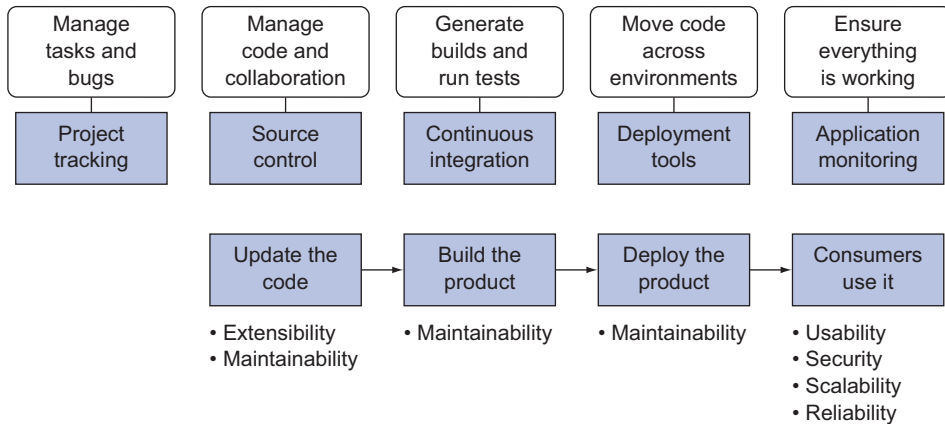 Manage
tasks and
bugs
Manage
code and
collaboration
Generate
builds and
run tests
Move code
across
environments
Ensure
everything
is working
Project
tracking
Source
control
Continuous
integration
Deployment
tools
Application
monitoring
Update the
code
Build the
product
Deploy the
product
Consumers
use it
• Extensibility
• Maintainability
• Maintainability
• Maintainability
• Usability
• Security
• Scalability
• Reliability